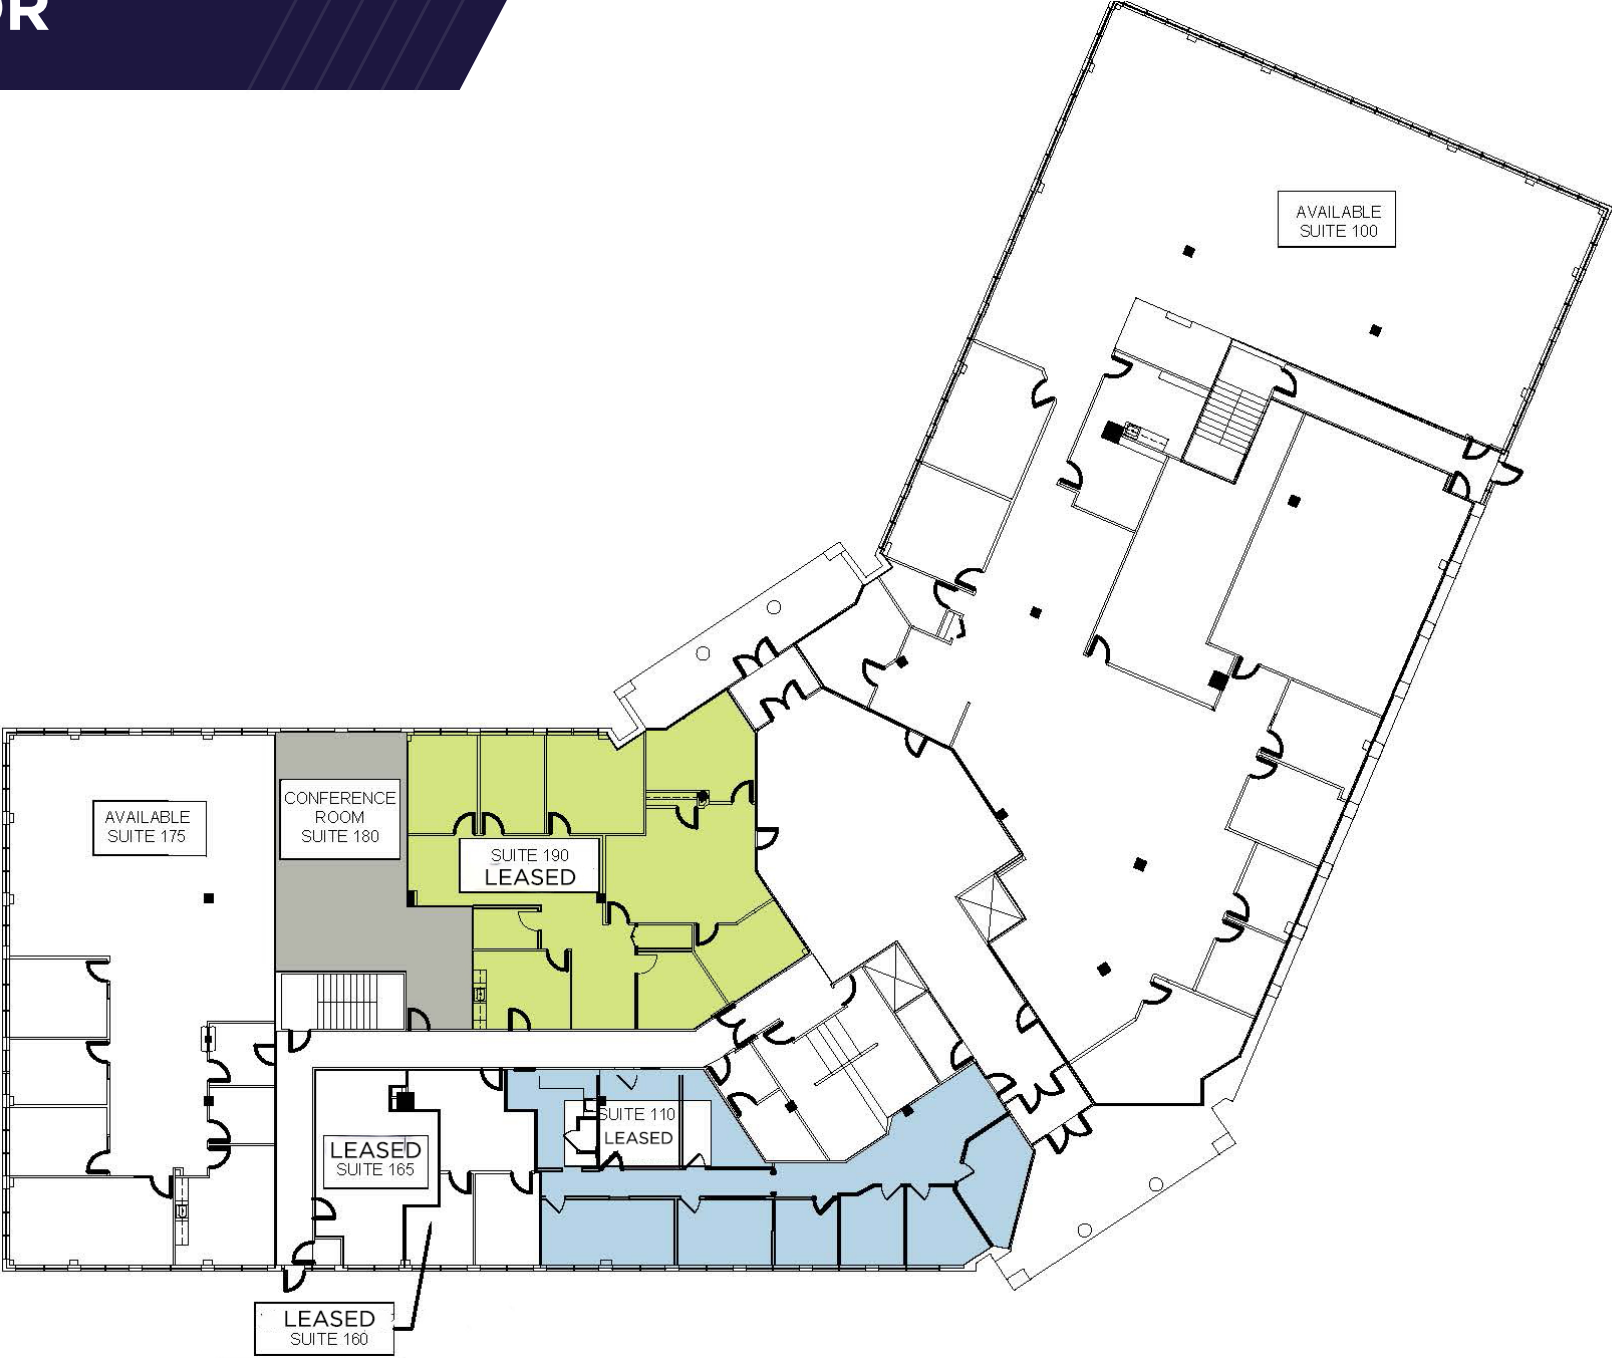 OR
AVAILABLE
SUITE 100
AVAILABLE
SUITE 175
CONFERENCE
ROOM
SUITE 180
SUITE 190
LEASED
SUITE 110
LEASED
LEASED
SUITE 165
LEASED
SUITE 160